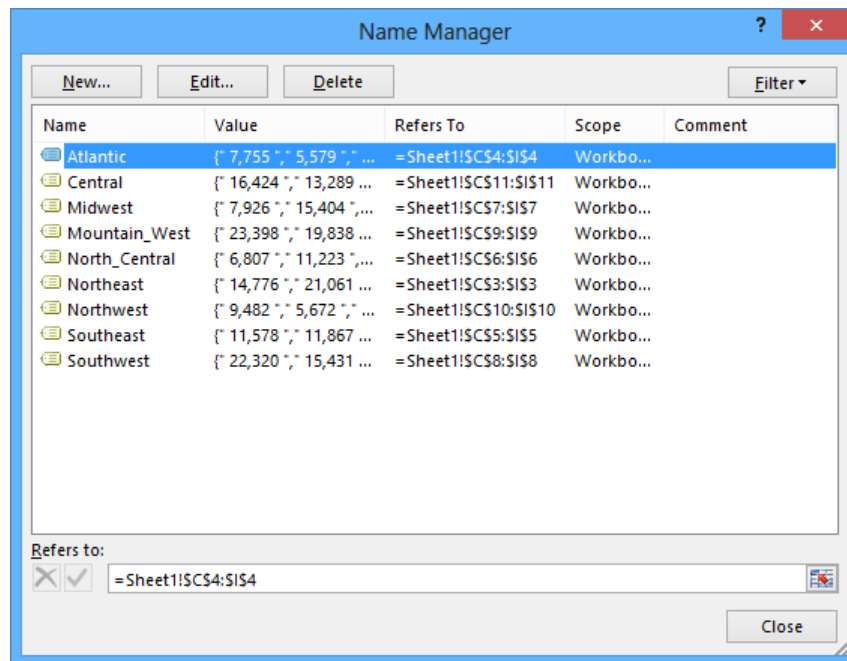 Name Manager ? ×
New... Edit... Delete Filter
Name Value Refers To Scope Comment
Atlantic {" 7,755 "," 5,579 "," ... =Sheet1!$C$4:$I$4 Workbo...
Central {" 16,424 "," 13,289 ... =Sheet1!$C$11:$I$11 Workbo...
Midwest {" 7,926 "," 15,404 ",... =Sheet1!$C$7:$I$7 Workbo...
Mountain_West {" 23,398 "," 19,838 ... =Sheet1!$C$9:$I$9 Workbo...
North_Central {" 6,807 "," 11,223 ",... =Sheet1!$C$6:$I$6 Workbo...
Northeast {" 14,776 "," 21,061 ... =Sheet1!$C$3:$I$3 Workbo...
Northwest {" 9,482 "," 5,672 "," ... =Sheet1!$C$10:$I$10 Workbo...
Southeast {" 11,578 "," 11,867 ... =Sheet1!$C$5:$I$5 Workbo...
Southwest {" 22,320 "," 15,431 ... =Sheet1!$C$8:$I$8 Workbo...
Refers to:
=Sheet1!$C$4:$I$4
Close